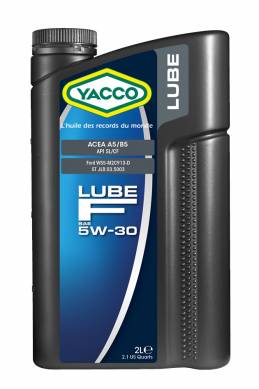 YACCO
L'huile des records du monde
ACEA A5/B5
API SL/CF
Ford WSS-M2C913-D
ET JLR 03.5003
LUBE
F
SAE
5W-30
2L e
2.1 US Quarts
LUBE